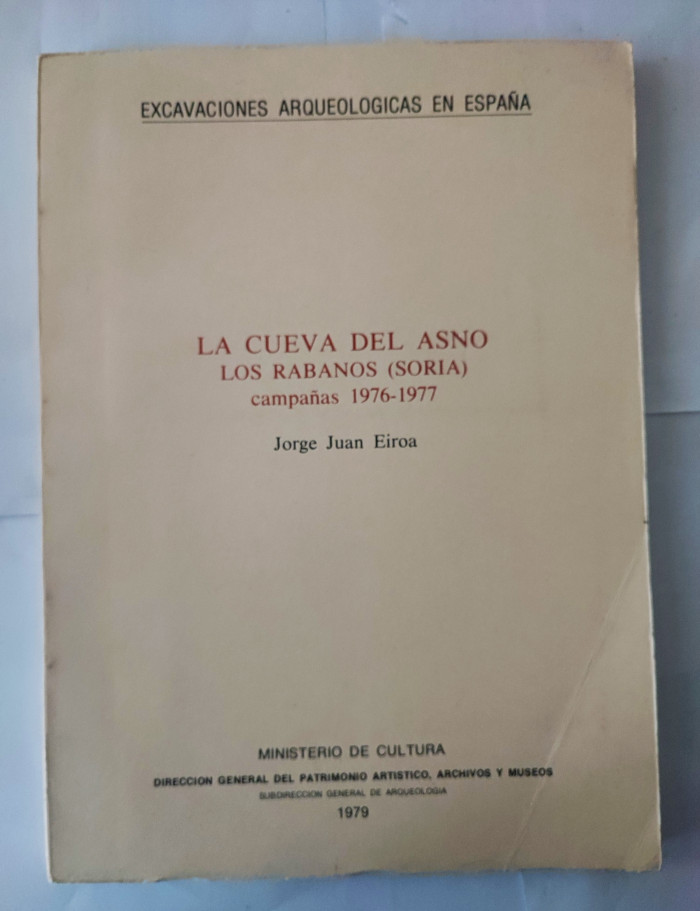 EXCAVACIONES ARQUEOLOGICAS EN ESPAÑA
LA CUEVA DEL ASNO
LOS RABANOS (SORIA)
campañas 1976-1977
Jorge Juan Eiroa
MINISTERIO DE CULTURA
DIRECCION GENERAL DEL PATRIMONIO ARTISTICO, ARCHIVOS Y MUSEOS
SUBDIRECCION GENERAL DE ARQUEOLOGIA
1979